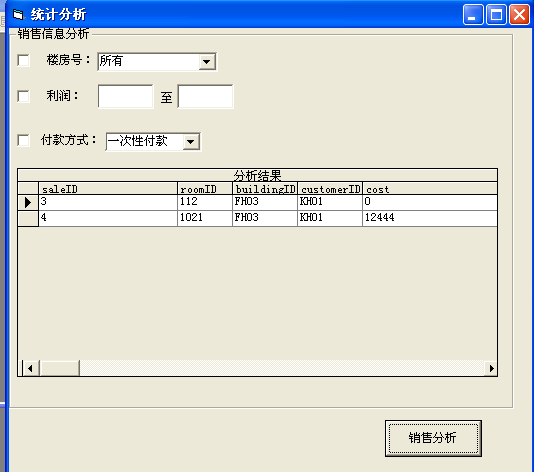 统计分析
销售信息分析
楼房号： 所有
利润： 至
付款方式： 一次性付款
分析结果
saleID roomID buildingID customerID cost
3 112 FH03 KH01 0
4 1021 FH03 KH01 12444
销售分析